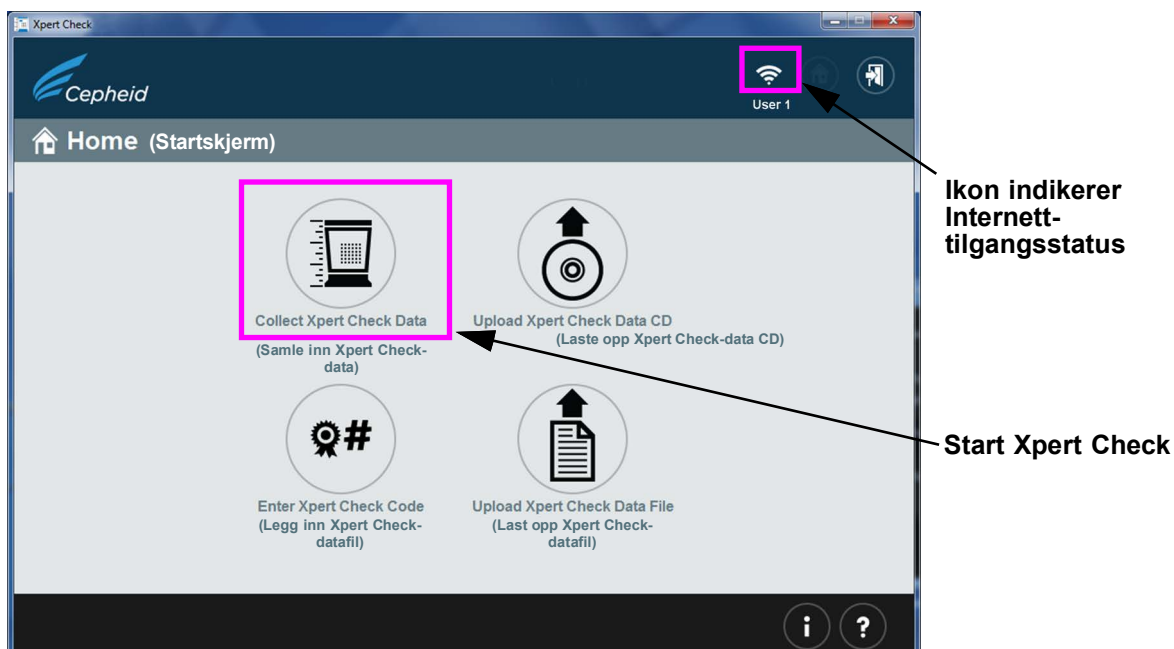 Xpert Check
Cepheid
User 1
Home (Startskjerm)
Ikon indikerer
Internett-
tilgangsstatus
Collect Xpert Check Data
(Samle inn Xpert Check-
data)
Upload Xpert Check Data CD
(Laste opp Xpert Check-data CD)
Start Xpert Check
#
Enter Xpert Check Code
(Legg inn Xpert Check-
datafil)
Upload Xpert Check Data File
(Last opp Xpert Check-
datafil)
i ?